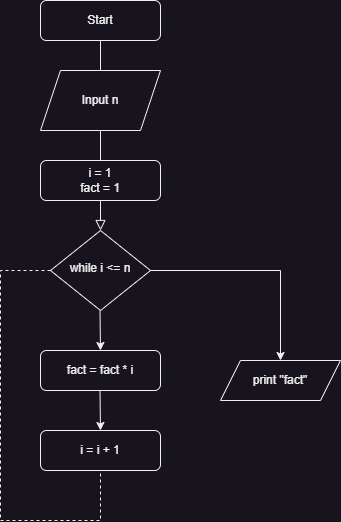 Start
Input n
i = 1
fact = 1
while i <= n
fact = fact * i
print "fact"
i = i + 1